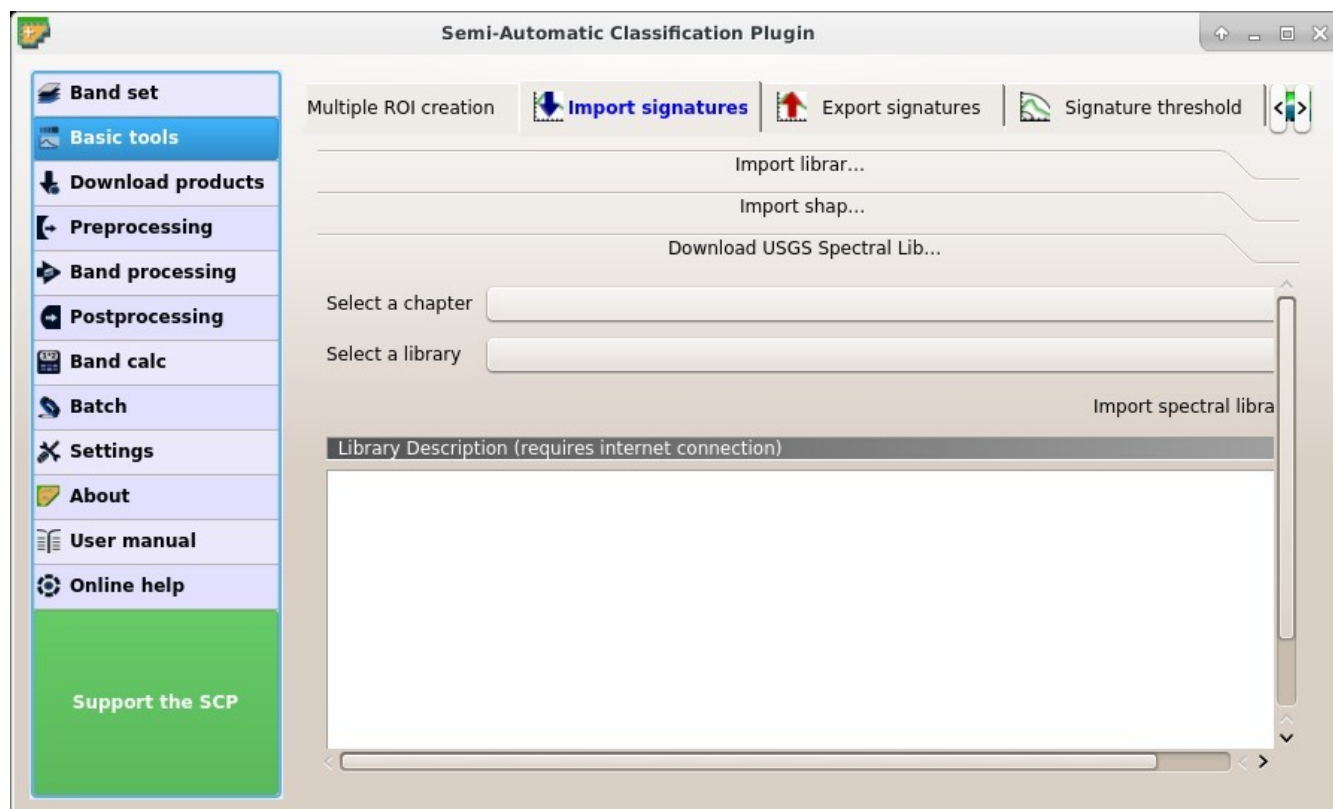 Semi-Automatic Classification Plugin
Band set
Basic tools
Download products
Preprocessing
Band processing
Postprocessing
Band calc
Batch
Settings
About
User manual
Online help
Support the SCP
Multiple ROI creation
Import signatures
Export signatures
Signature threshold
Import librar...
Import shap...
Download USGS Spectral Lib...
Select a chapter
Select a library
Import spectral libra
Library Description (requires internet connection)